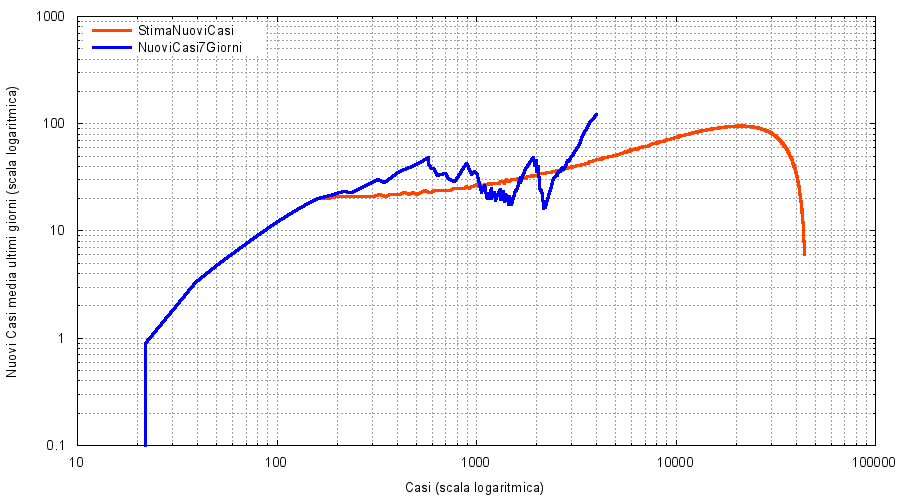 1000
StimaNuoviCasi
NuoviCasi7Giorni
100
10
1
0.1
Nuovi Casi media ultimi giorni (scala logaritmica)
10
100
1000
10000
100000
Casi (scala logaritmica)